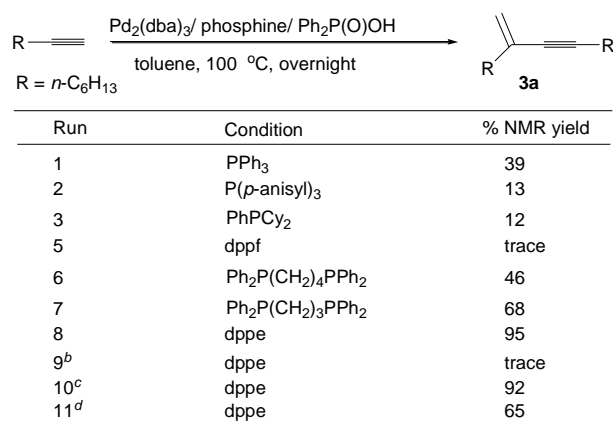 Pd2(dba)3/ phosphine/ Ph2P(O)OH
R
toluene, 100 °C, overnight
R
R
R = n-C6H13
3a
Run Condition % NMR yield
1 PPh3 39
2 P(p-anisyl)3 13
3 PhPCy2 12
5 dppf trace
6 Ph2P(CH2)4PPh2 46
7 Ph2P(CH2)3PPh2 68
8 dppe 95
9b dppe trace
10c dppe 92
11d dppe 65